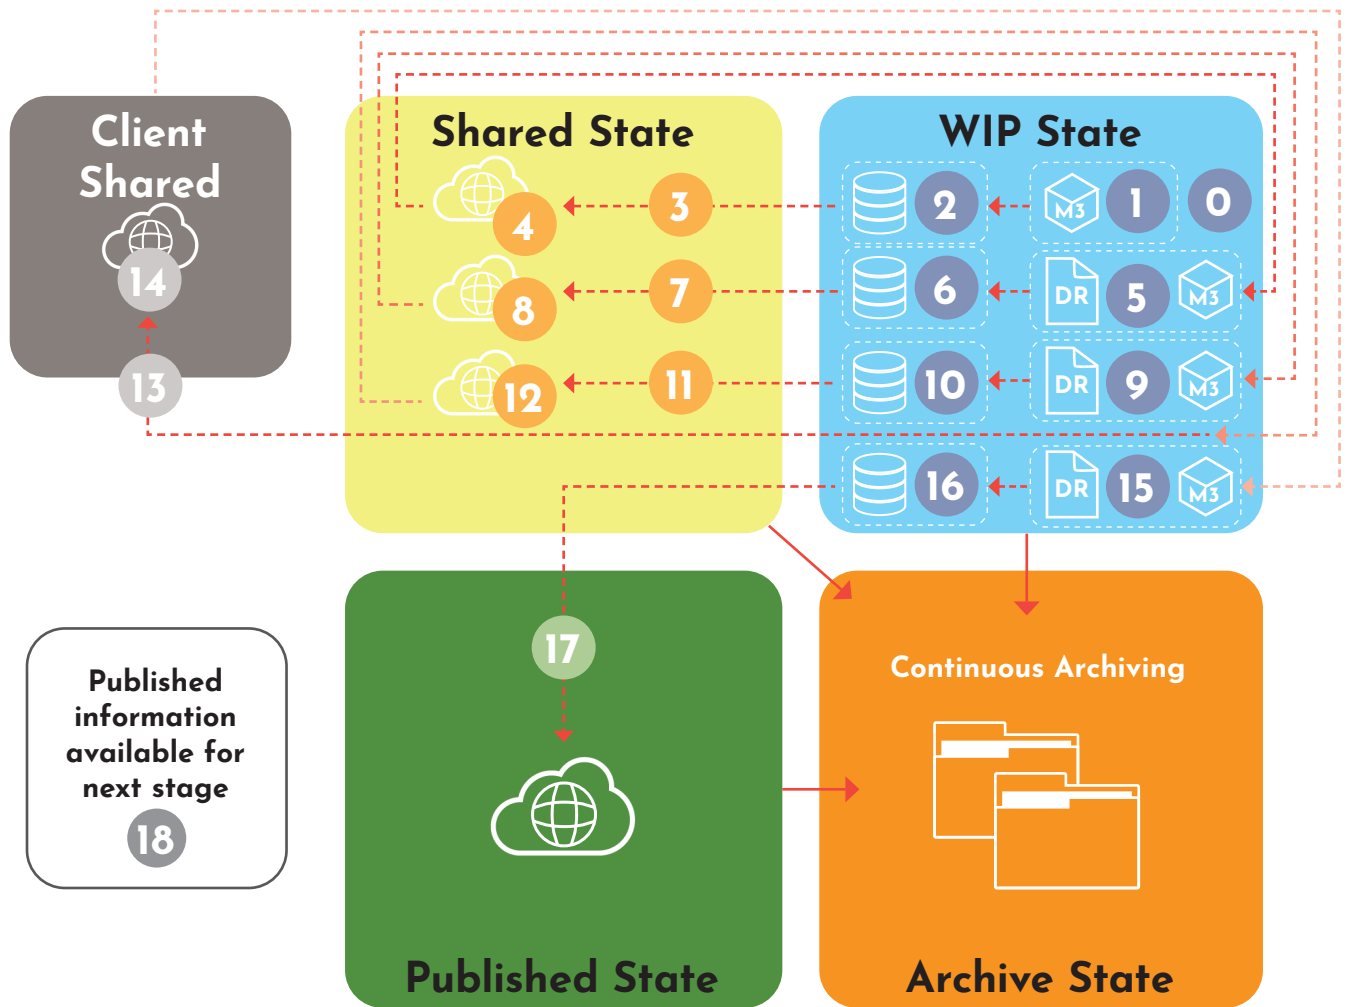 Client
Shared
14
13
Shared State
4
3
8
7
12
11
WIP State
2
M3
1
0
6
DR
5
M3
10
DR
9
M3
16
DR
15
M3
Published
information
available for
next stage
18
17
Published State
Continuous Archiving
Archive State